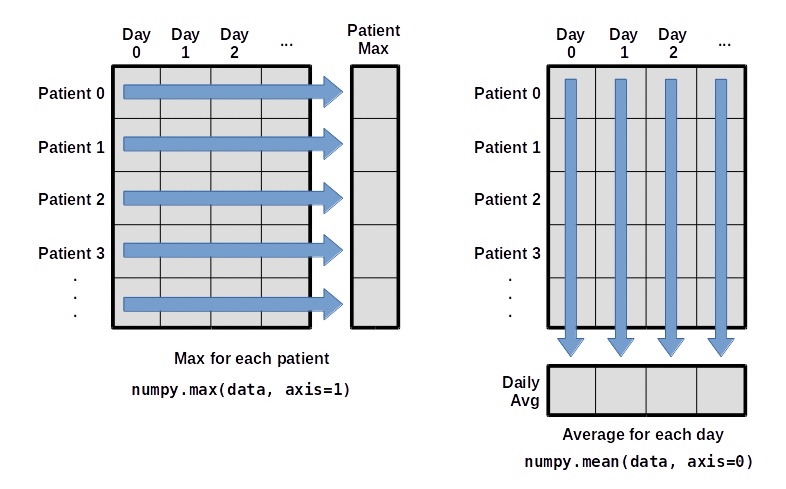 Day 0
Day 1
Day 2
...
Patient Max
Patient 0
Patient 1
Patient 2
Patient 3
.
.
.
Max for each patient
numpy.max(data, axis=1)
Day 0
Day 1
Day 2
...
Patient 0
Patient 1
Patient 2
Patient 3
.
.
.
Daily Avg
Average for each day
numpy.mean(data, axis=0)